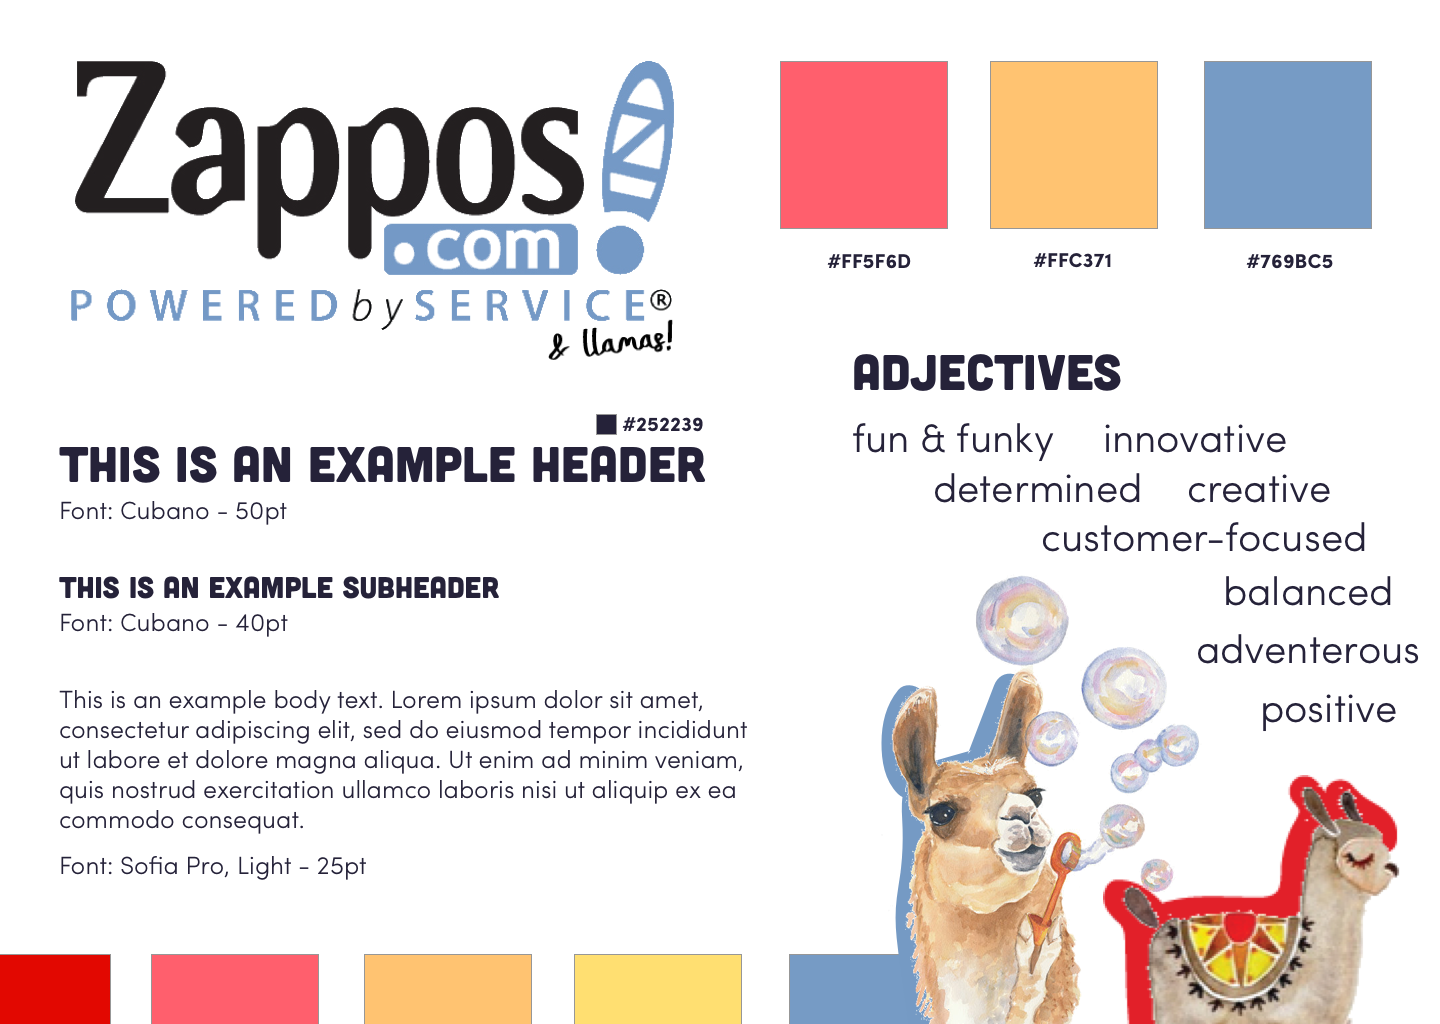 Zappos
.com
POWERED by SERVICE®
& llamas!
#FF5F6D
#FFC371
#769BC5
#252239
THIS IS AN EXAMPLE HEADER
Font: Cubano - 50pt
THIS IS AN EXAMPLE SUBHEADER
Font: Cubano - 40pt
This is an example body text. Lorem ipsum dolor sit amet,
consectetur adipiscing elit, sed do eiusmod tempor incididunt
ut labore et dolore magna aliqua. Ut enim ad minim veniam,
quis nostrud exercitation ullamco laboris nisi ut aliquip ex ea
commodo consequat.
Font: Sofia Pro, Light - 25pt
ADJECTIVES
fun & funky innovative
determined creative
customer-focused
balanced
adventerous
positive